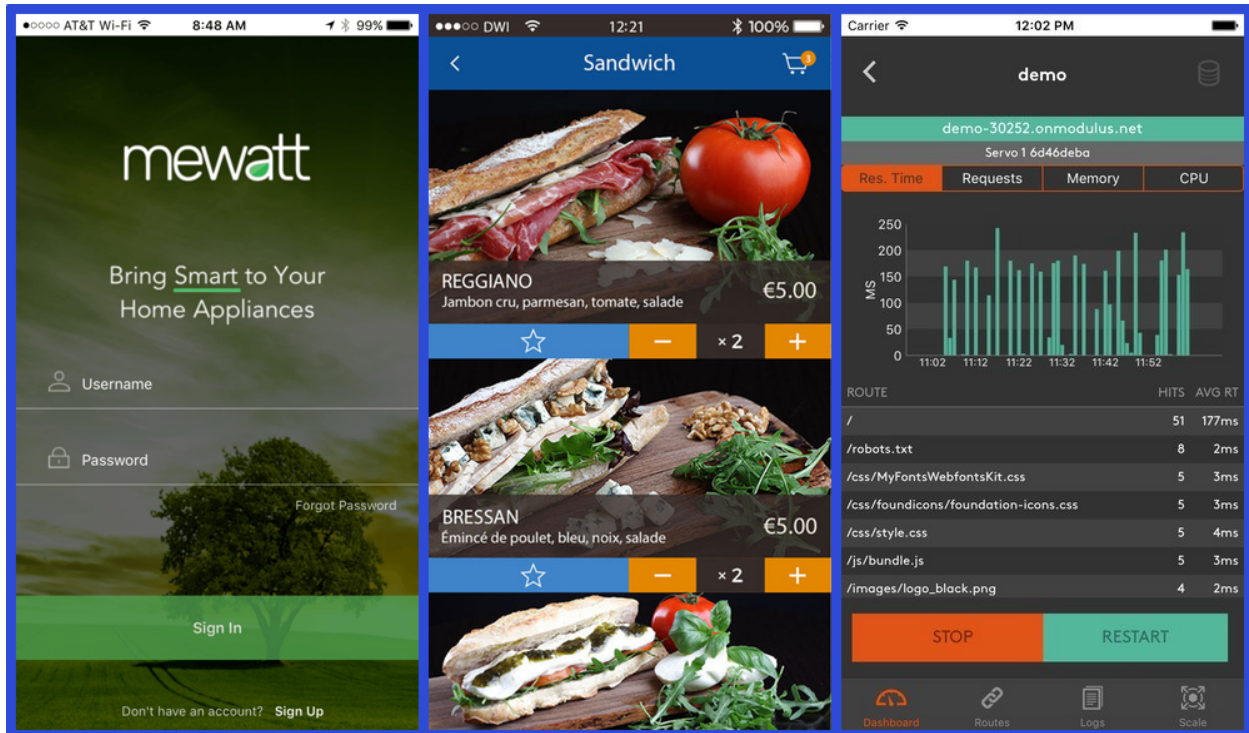 AT&T Wi-Fi 8:48 AM 99%
mewatt
Bring Smart to Your
Home Appliances
Username
Password
Forgot Password
Sign In
Don't have an account? Sign Up
DWI 12:21 100%
Sandwich 3
REGGIANO
Jambon cru, parmesan, tomate, salade
€5.00
− × 2 +
BRESSAN
Émincé de poulet, bleu, noix, salade
€5.00
− × 2 +
Carrier 12:02 PM
demo
demo-30252.onmodulus.net
Servo 1 6d46deba
Res. Time Requests Memory CPU
250
200
150
100
50
0
MS
11:02 11:12 11:22 11:32 11:42 11:52
ROUTE HITS AVG RT
/ 51 177ms
/robots.txt 8 2ms
/css/MyFontsWebfontsKit.css 5 3ms
/css/foundicons/foundation-icons.css 5 3ms
/css/style.css 5 4ms
/js/bundle.js 5 3ms
/images/logo_black.png 4 2ms
STOP RESTART
Dashboard Routes Logs Scale